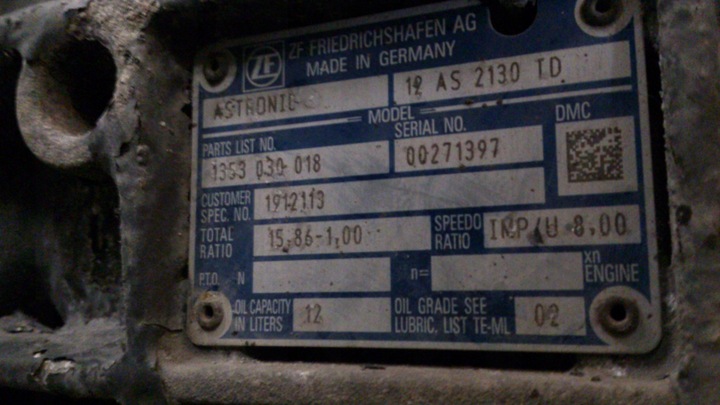 ZF FRIEDRICHSHAFEN AG
ZF MADE IN GERMANY
ASTRONIC 12 AS 2130 TD
MODEL
PARTS LIST NO. SERIAL NO. DMC
1353 030 018 00271397
CUSTOMER SPEC. NO. 1912113
TOTAL RATIO 15,86-1,00 SPEEDO RATIO IMP/U 8,00
P.T.O. N n= xn ENGINE
OIL CAPACITY IN LITERS 12 OIL GRADE SEE LUBRIC. LIST TE-ML 02